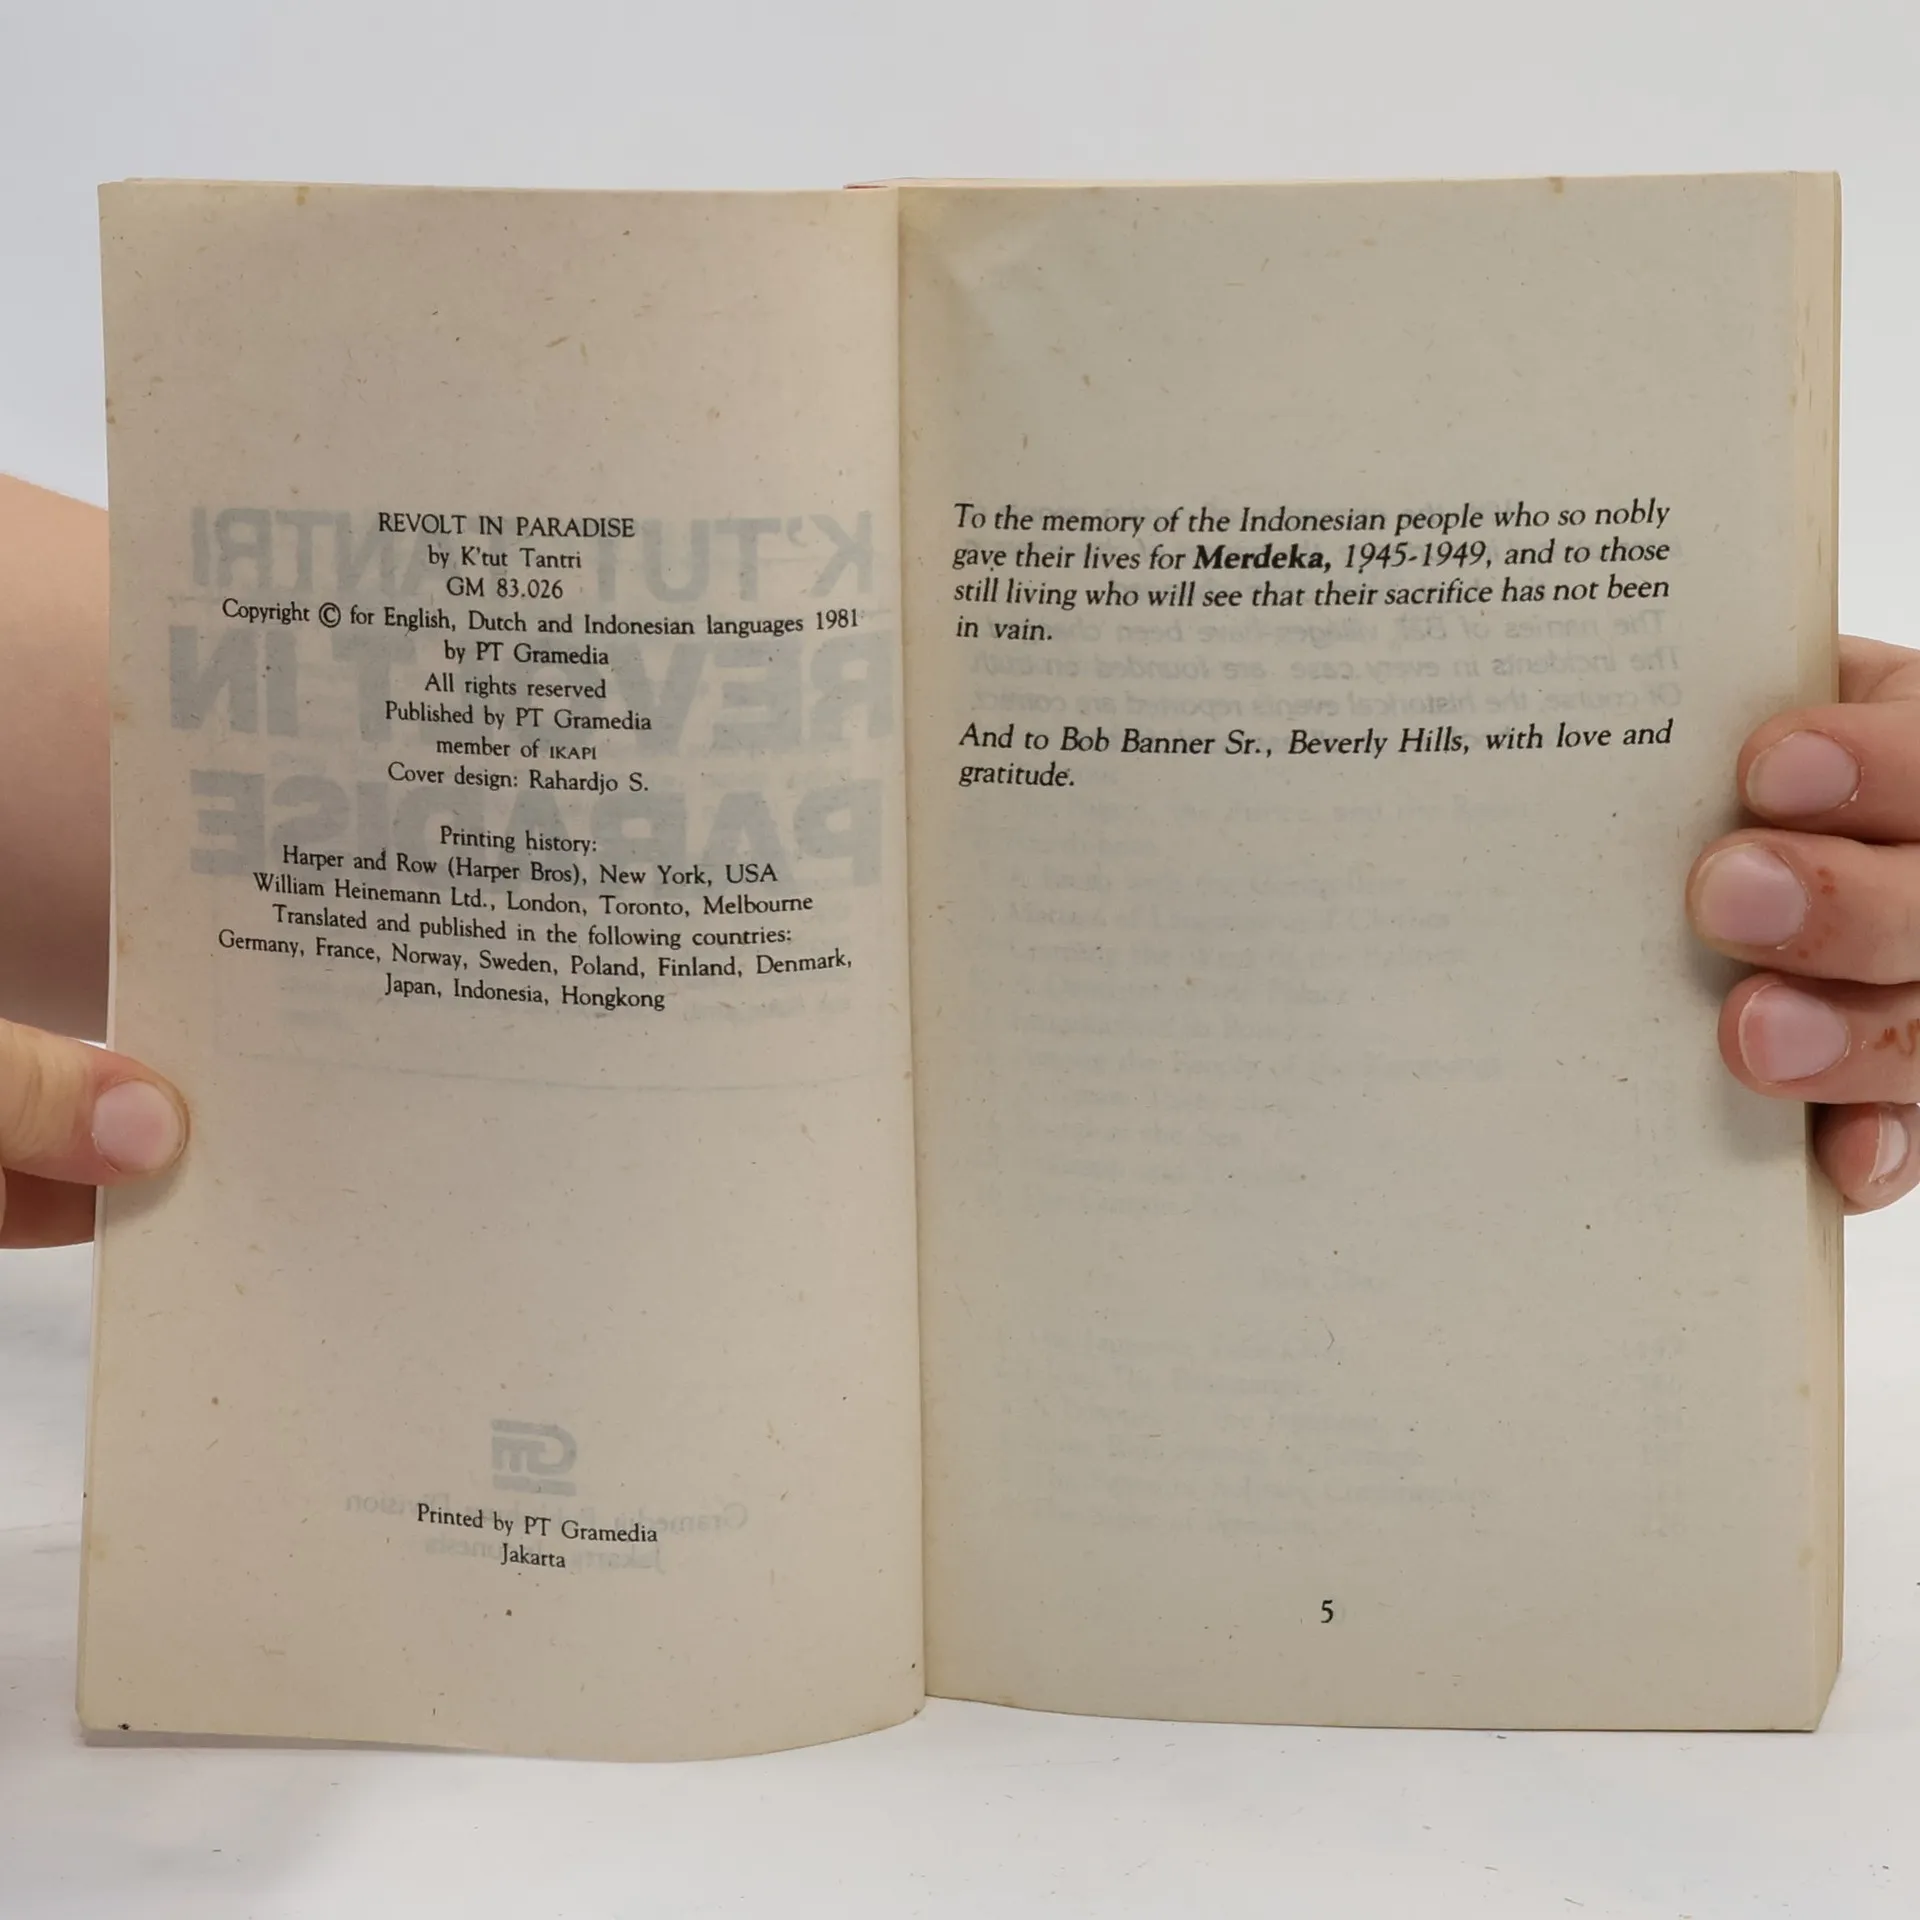 REVOLT IN PARADISE
by K'tut Tantri
GM 83.026
Copyright © for English, Dutch and Indonesian languages 1981
by PT Gramedia
All rights reserved
Published by PT Gramedia
member of IKAPI
Cover design: Rahardjo S.
Printing history:
Harper and Row (Harper Bros), New York, USA
William Heinemann Ltd., London, Toronto, Melbourne
Translated and published in the following countries:
Germany, France, Norway, Sweden, Poland, Finland, Denmark,
Japan, Indonesia, Hongkong
Printed by PT Gramedia
Jakarta
To the memory of the Indonesian people who so nobly
gave their lives for Merdeka, 1945-1949, and to those
still living who will see that their sacrifice has not been
in vain.
And to Bob Banner Sr., Beverly Hills, with love and
gratitude.
5